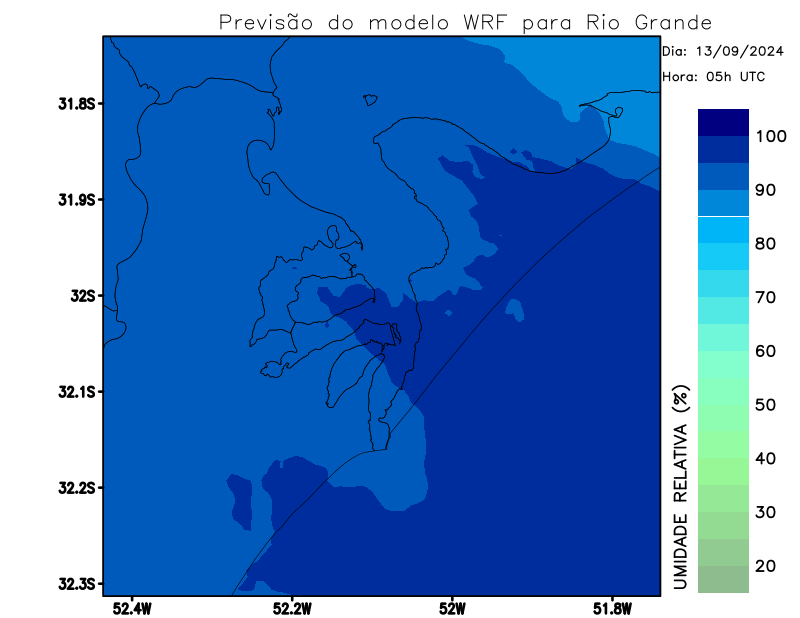 Previsão do modelo WRF para Rio Grande
Dia: 13/09/2024
Hora: 05h UTC
31.8S
31.9S
32S
32.1S
32.2S
32.3S
52.4W
52.2W
52W
51.8W
100
90
80
70
60
50
40
30
20
UMIDADE RELATIVA (%)